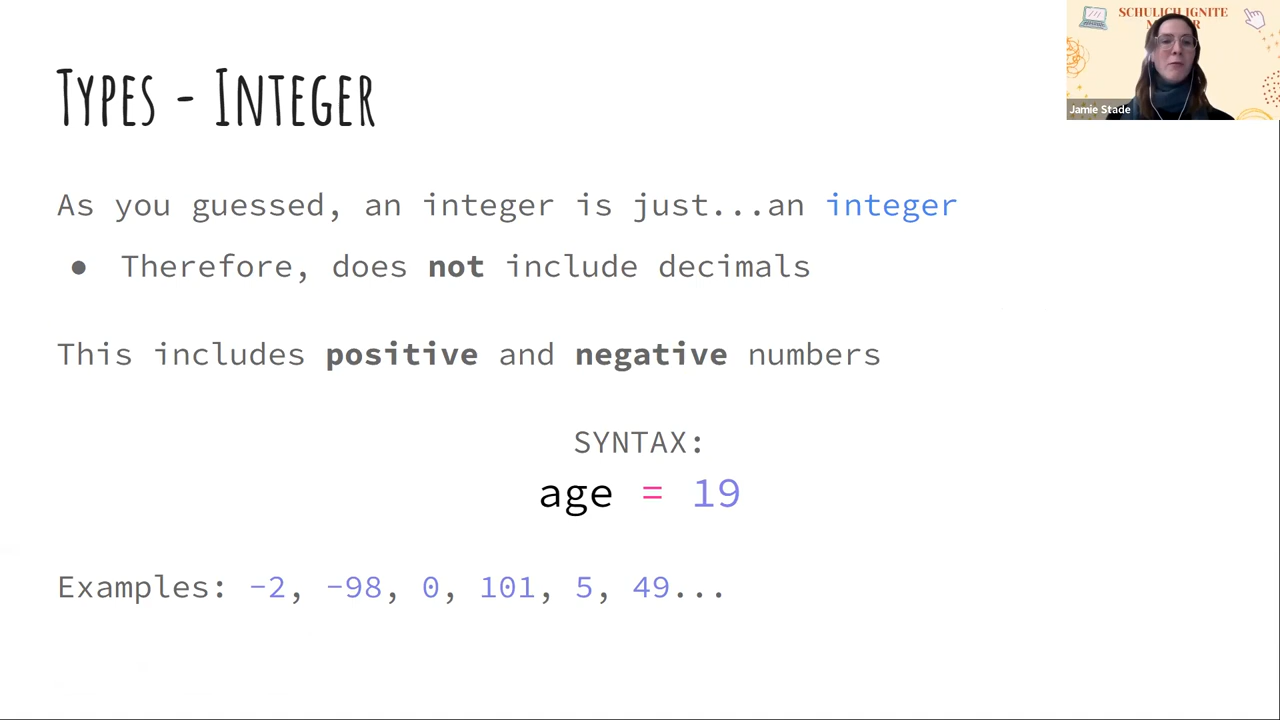 SCHULICH IGNITE
Jamie Stade
Types - Integer
As you guessed, an integer is just...an integer
● Therefore, does not include decimals
This includes positive and negative numbers
SYNTAX:
age = 19
Examples: -2, -98, 0, 101, 5, 49...